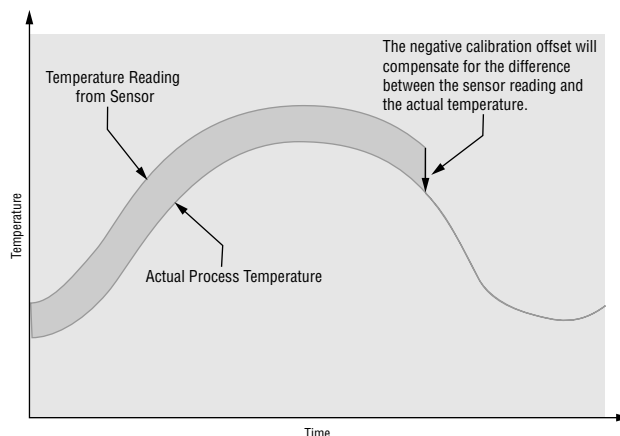 The negative calibration offset will
compensate for the difference
between the sensor reading and
the actual temperature.
Temperature Reading
from Sensor
Actual Process Temperature
Temperature
Time